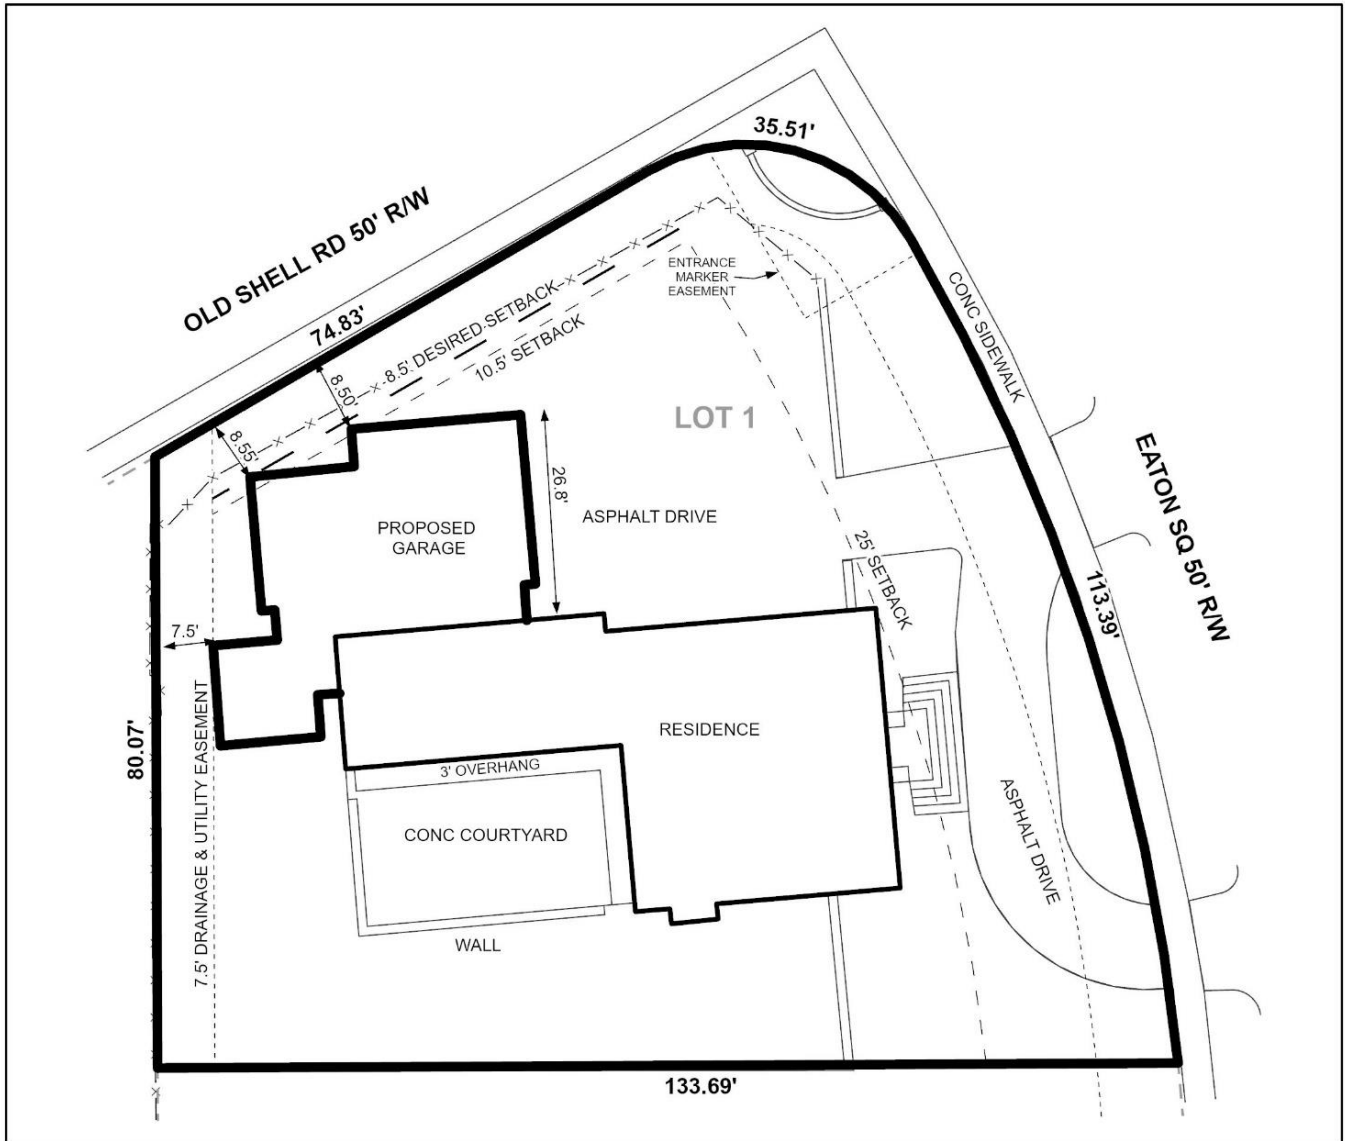 35.51'
OLD SHELL RD 50' R/W
74.83'
ENTRANCE
MARKER
EASEMENT
CONC SIDEWALK
8.5' DESIRED SETBACK
10.5' SETBACK
8.50'
8.55'
LOT 1
26.8'
PROPOSED
GARAGE
ASPHALT DRIVE
EATON SQ 50' R/W
25' SETBACK
113.39'
7.5'
80.07'
7.5' DRAINAGE & UTILITY EASEMENT
RESIDENCE
3' OVERHANG
CONC COURTYARD
ASPHALT DRIVE
WALL
133.69'